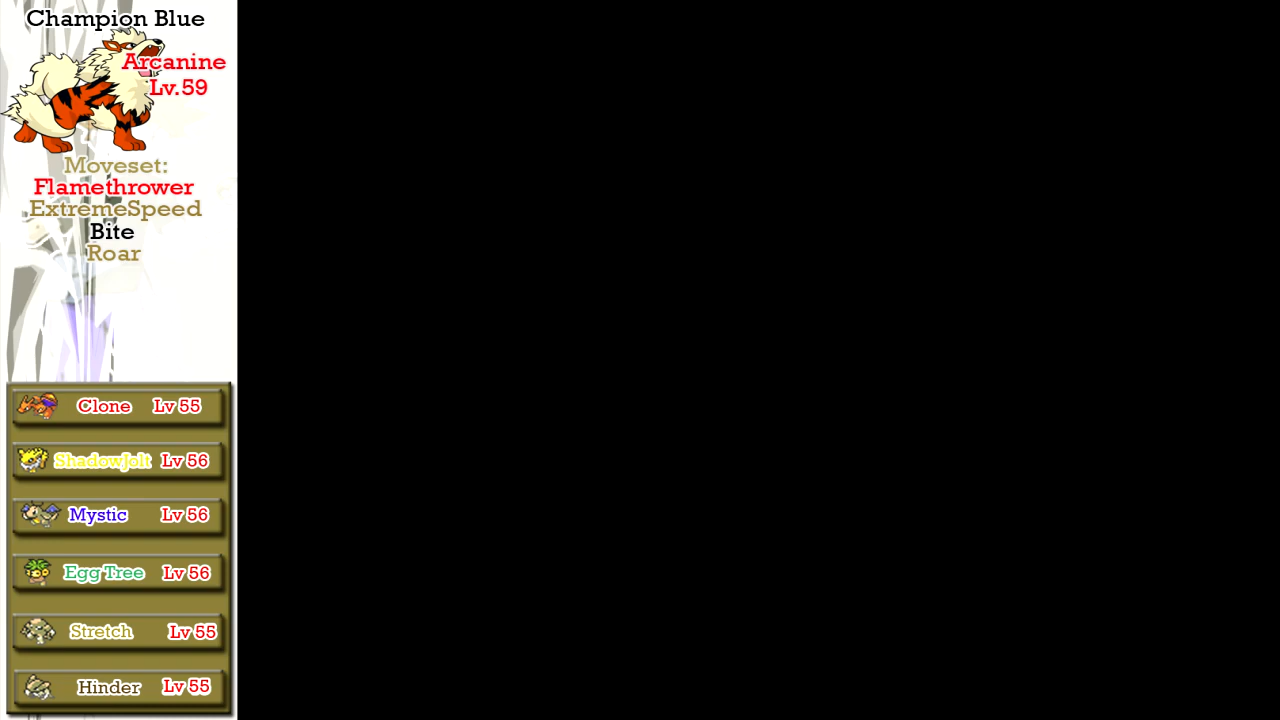 Champion Blue
Arcanine
Lv.59
Moveset:
Flamethrower
ExtremeSpeed
Bite
Roar
Clone Lv 55
ShadowJolt Lv 56
Mystic Lv 56
Egg Tree Lv 56
Stretch Lv 55
Hinder Lv 55